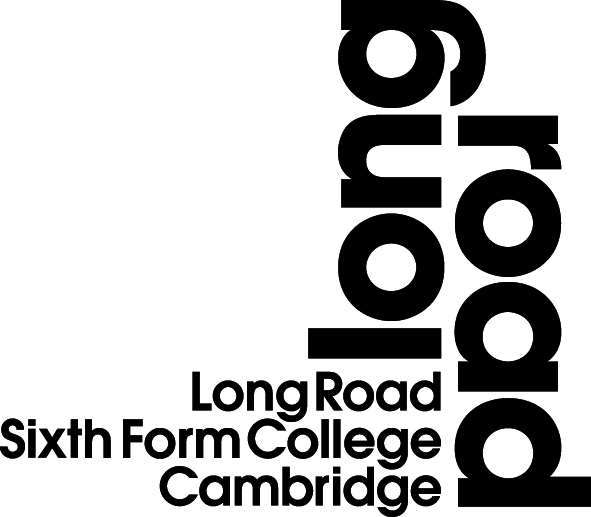 long
road
Long Road
Sixth Form College
Cambridge